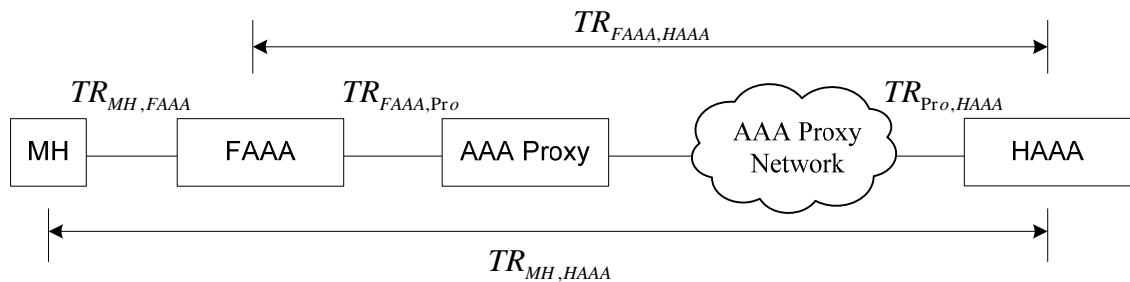 TR_{FAAA,HAAA}
TR_{MH,FAAA} TR_{FAAA,Pro} TR_{Pro,HAAA}
MH FAAA AAA Proxy AAA Proxy
Network HAAA
TR_{MH,HAAA}